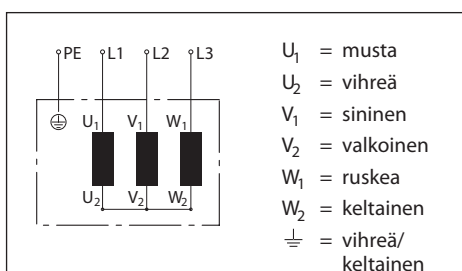 PE L1 L2 L3
U₁ V₁ W₁
U₂ V₂ W₂
U₁ = musta
U₂ = vihreä
V₁ = sininen
V₂ = valkoinen
W₁ = ruskea
W₂ = keltainen
⏚ = vihreä/
keltainen